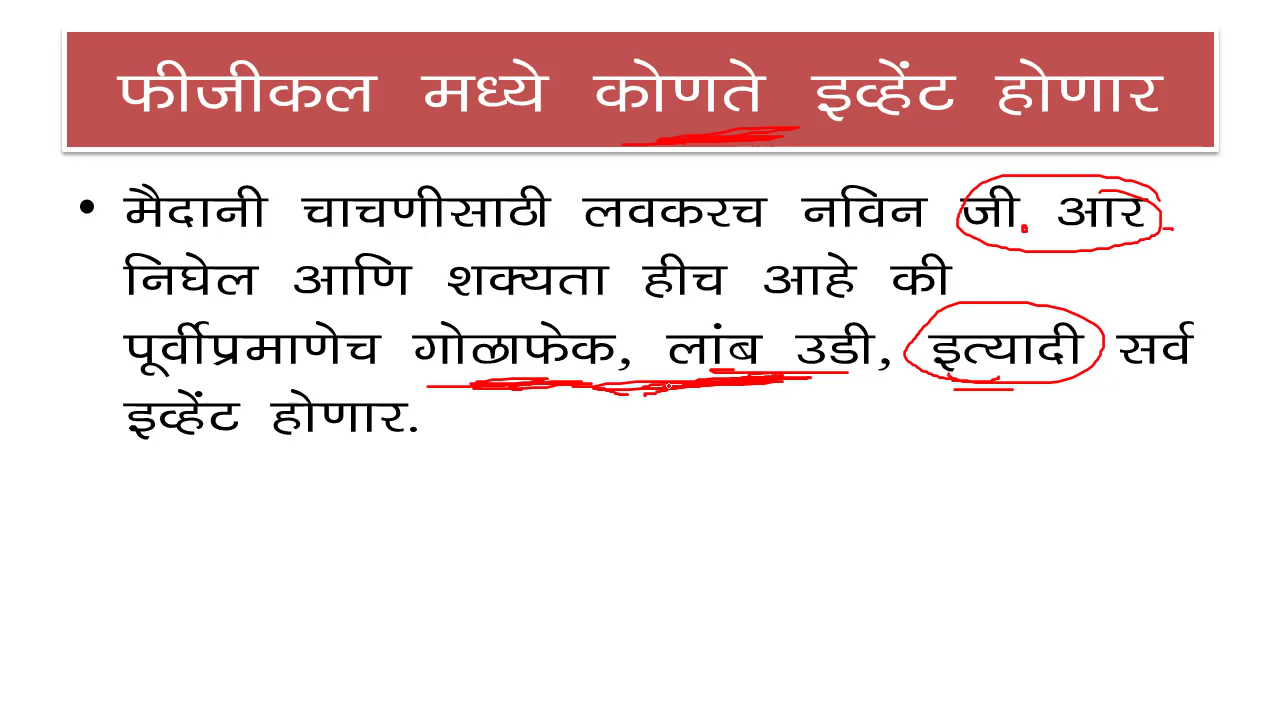 फीजीकल मध्ये कोणते इव्हेंट होणार
• मैदानी चाचणीसाठी लवकरच नविन जी. आर
निघेल आणि शक्यता हीच आहे की
पूर्वीप्रमाणेच गोळाफेक, लांब उडी, इत्यादी सर्व
इव्हेंट होणार.